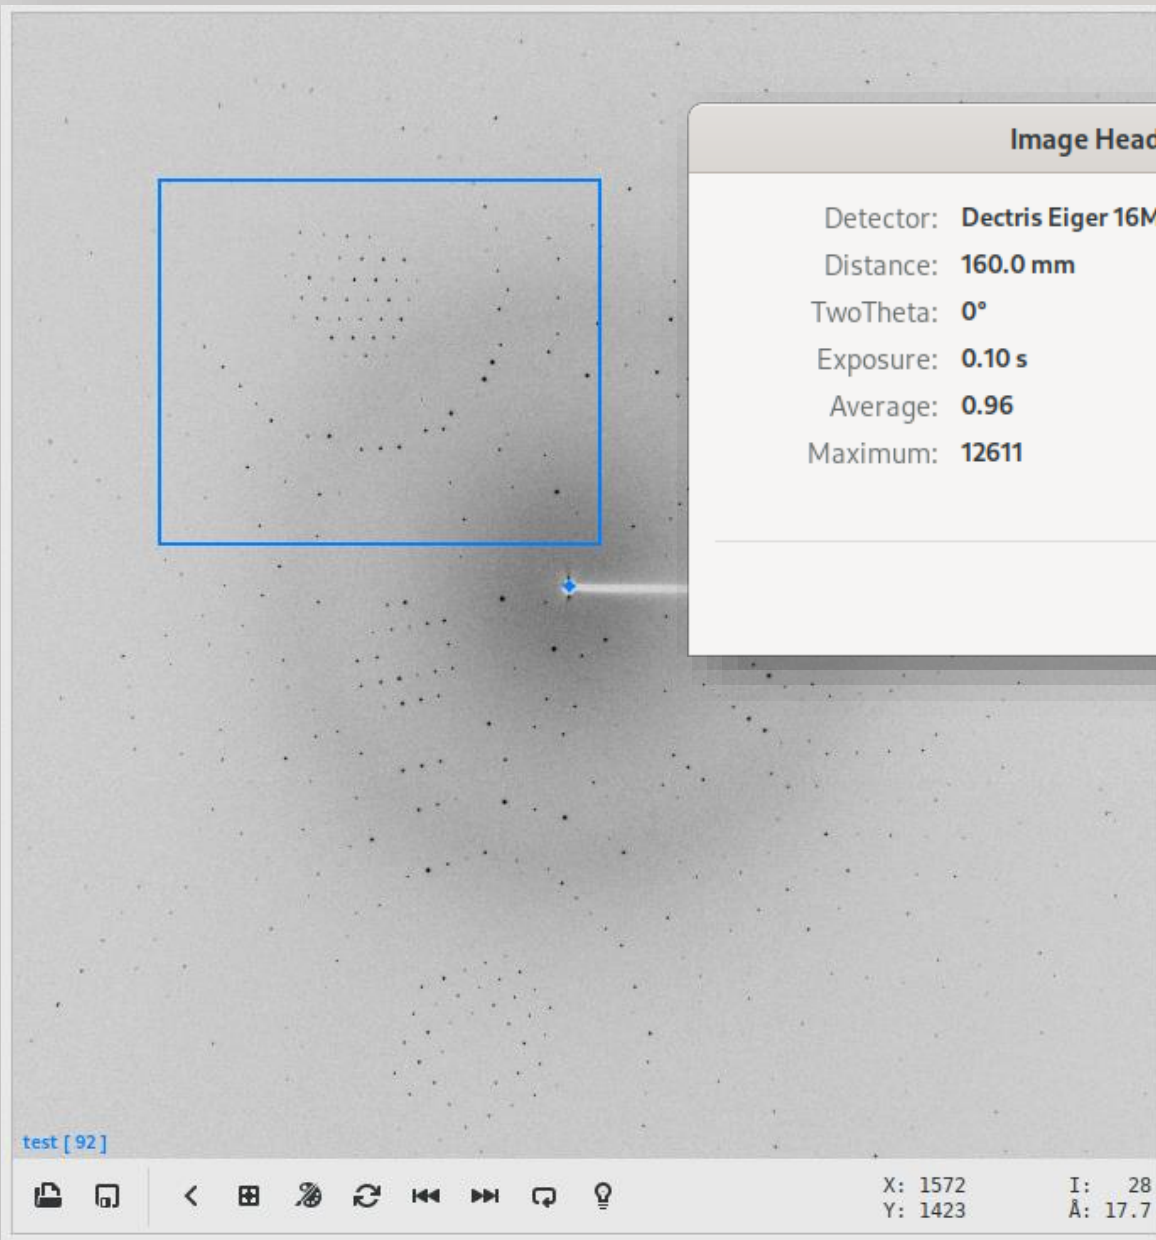 Image Head
Detector: Dectris Eiger 16M
Distance: 160.0 mm
TwoTheta: 0°
Exposure: 0.10 s
Average: 0.96
Maximum: 12611
test [ 92 ]
X: 1572 I: 28
Y: 1423 Å: 17.7